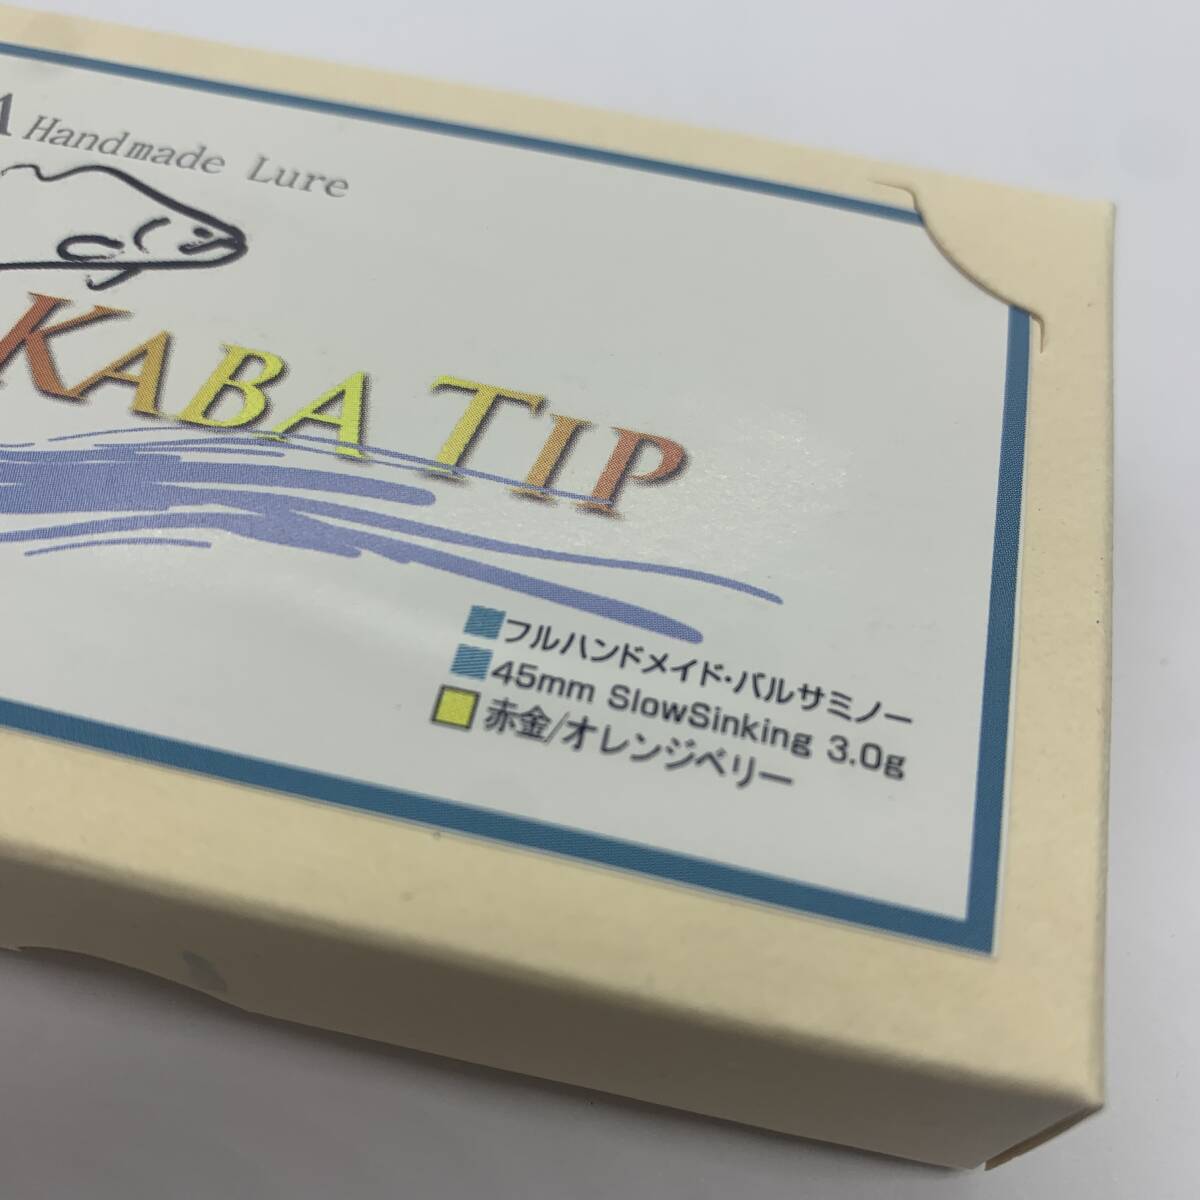 Handmade Lure
KABA TIP
フルハンドメイド・バルサミノー
45mm SlowSinking 3.0g
赤金/オレンジベリー